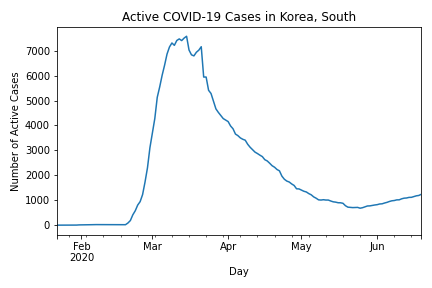 Active COVID-19 Cases in Korea, South
Number of Active Cases
7000
6000
5000
4000
3000
2000
1000
0
Feb Mar Apr May Jun
2020
Day